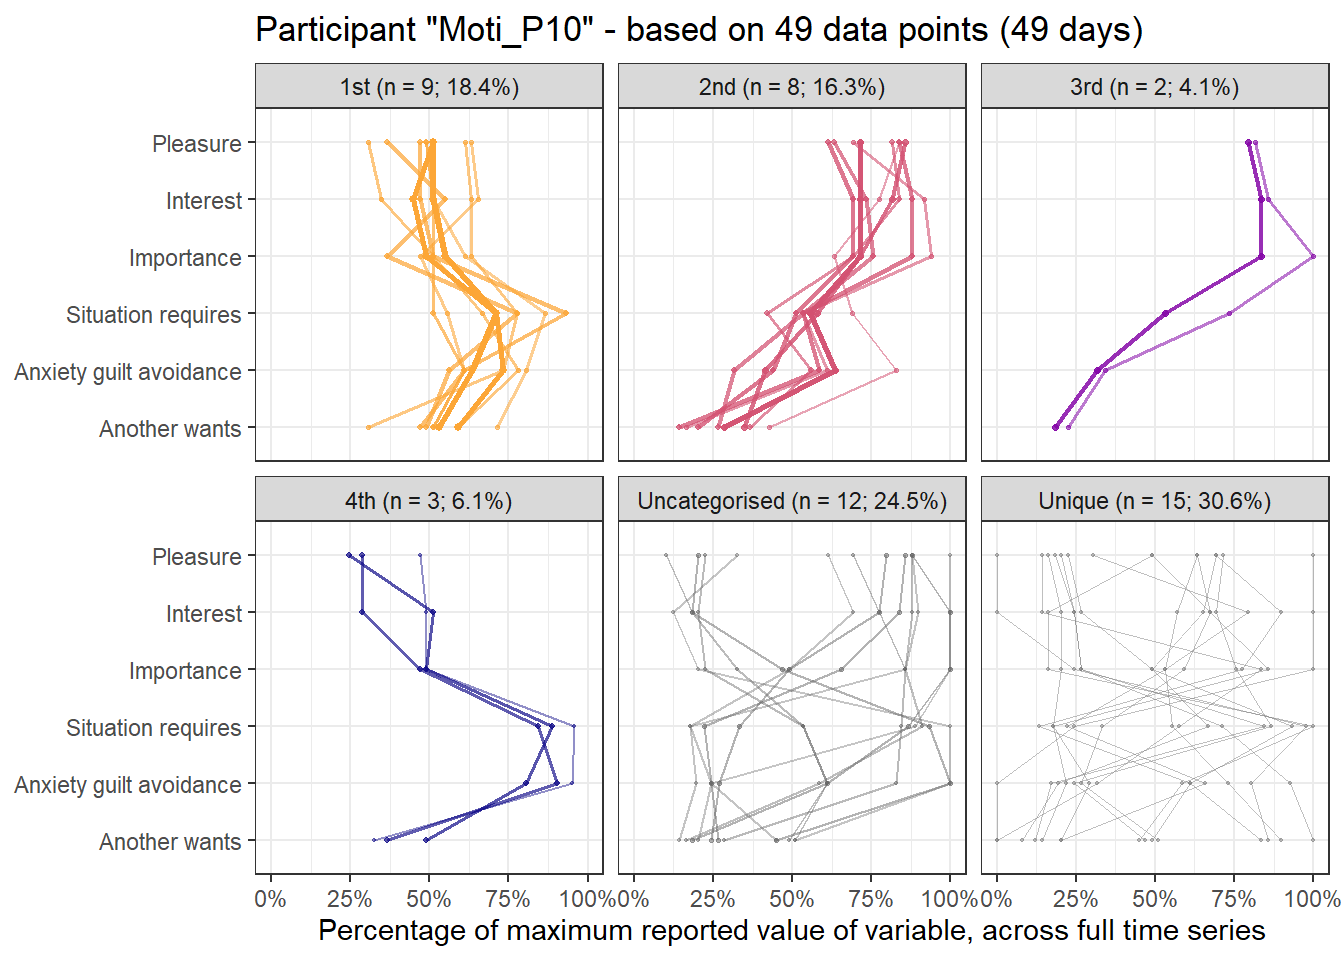 Participant "Moti_P10" - based on 49 data points (49 days)
1st (n = 9; 18.4%)
2nd (n = 8; 16.3%)
3rd (n = 2; 4.1%)
Pleasure
Interest
Importance
Situation requires
Anxiety guilt avoidance
Another wants
4th (n = 3; 6.1%)
Uncategorised (n = 12; 24.5%)
Unique (n = 15; 30.6%)
Pleasure
Interest
Importance
Situation requires
Anxiety guilt avoidance
Another wants
0% 25% 50% 75% 100%
0% 25% 50% 75% 100%
0% 25% 50% 75% 100%
Percentage of maximum reported value of variable, across full time series